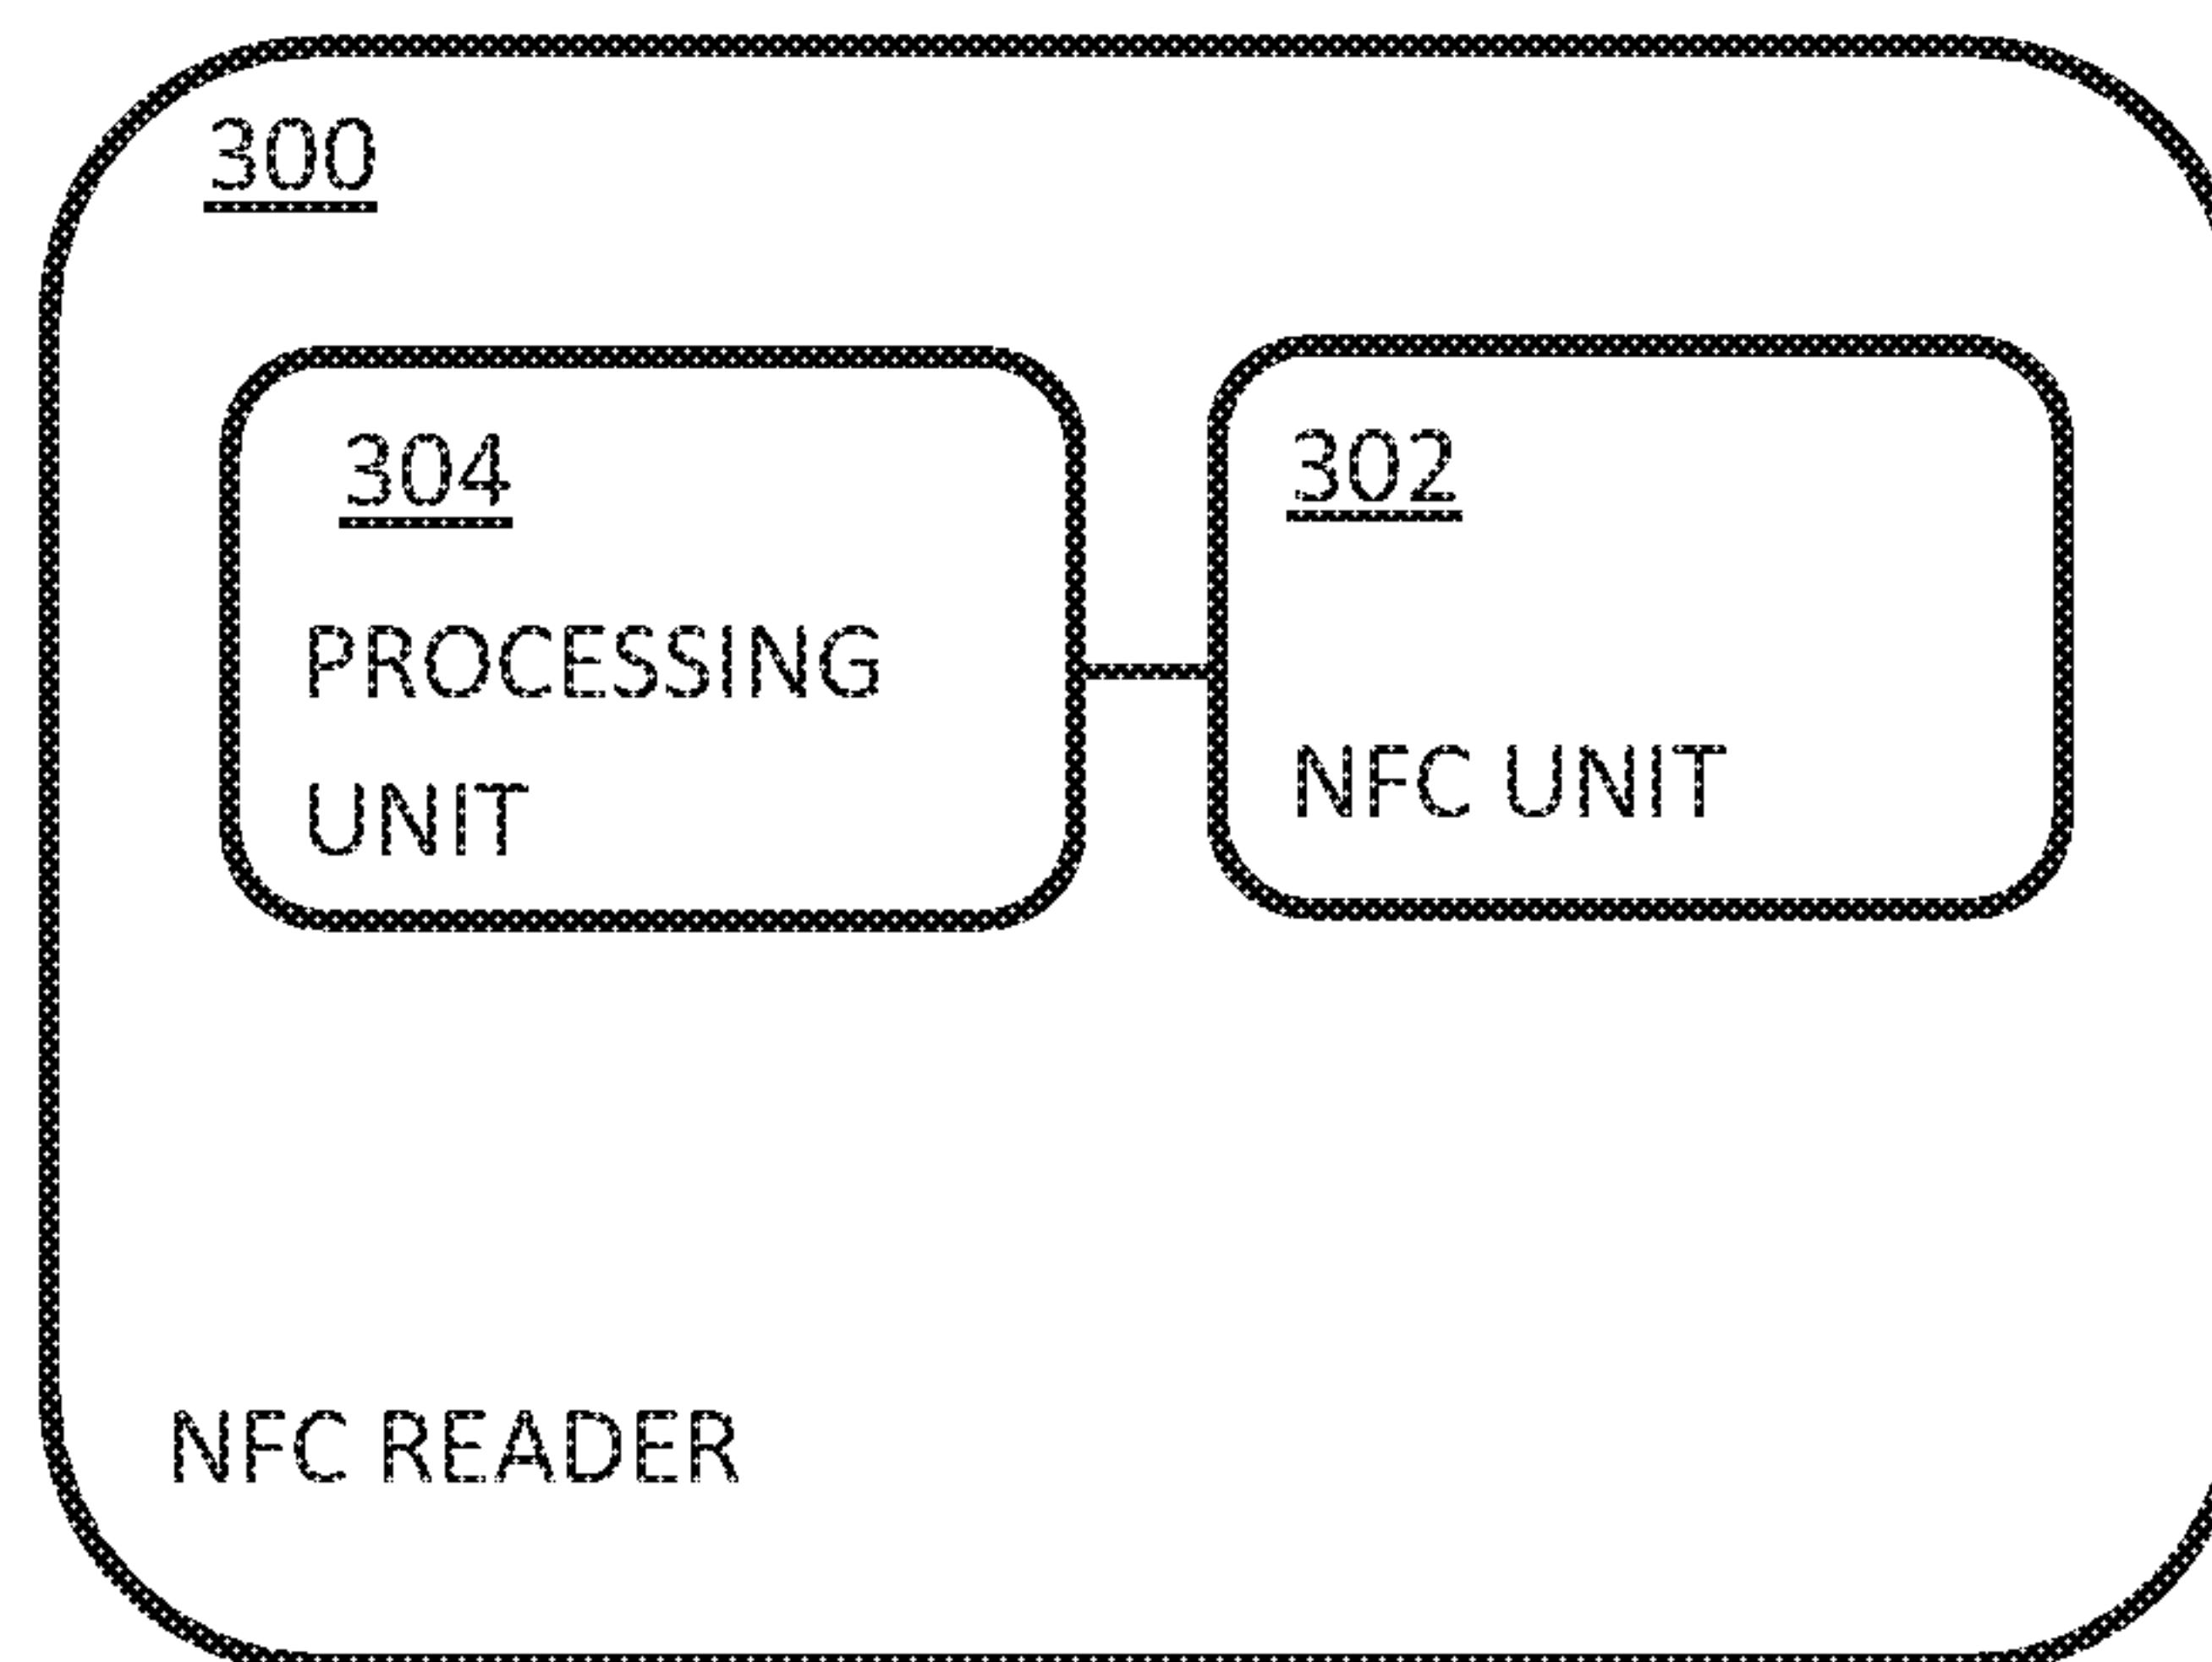 300
304
PROCESSING
UNIT
302
NFC UNIT
NFC READER